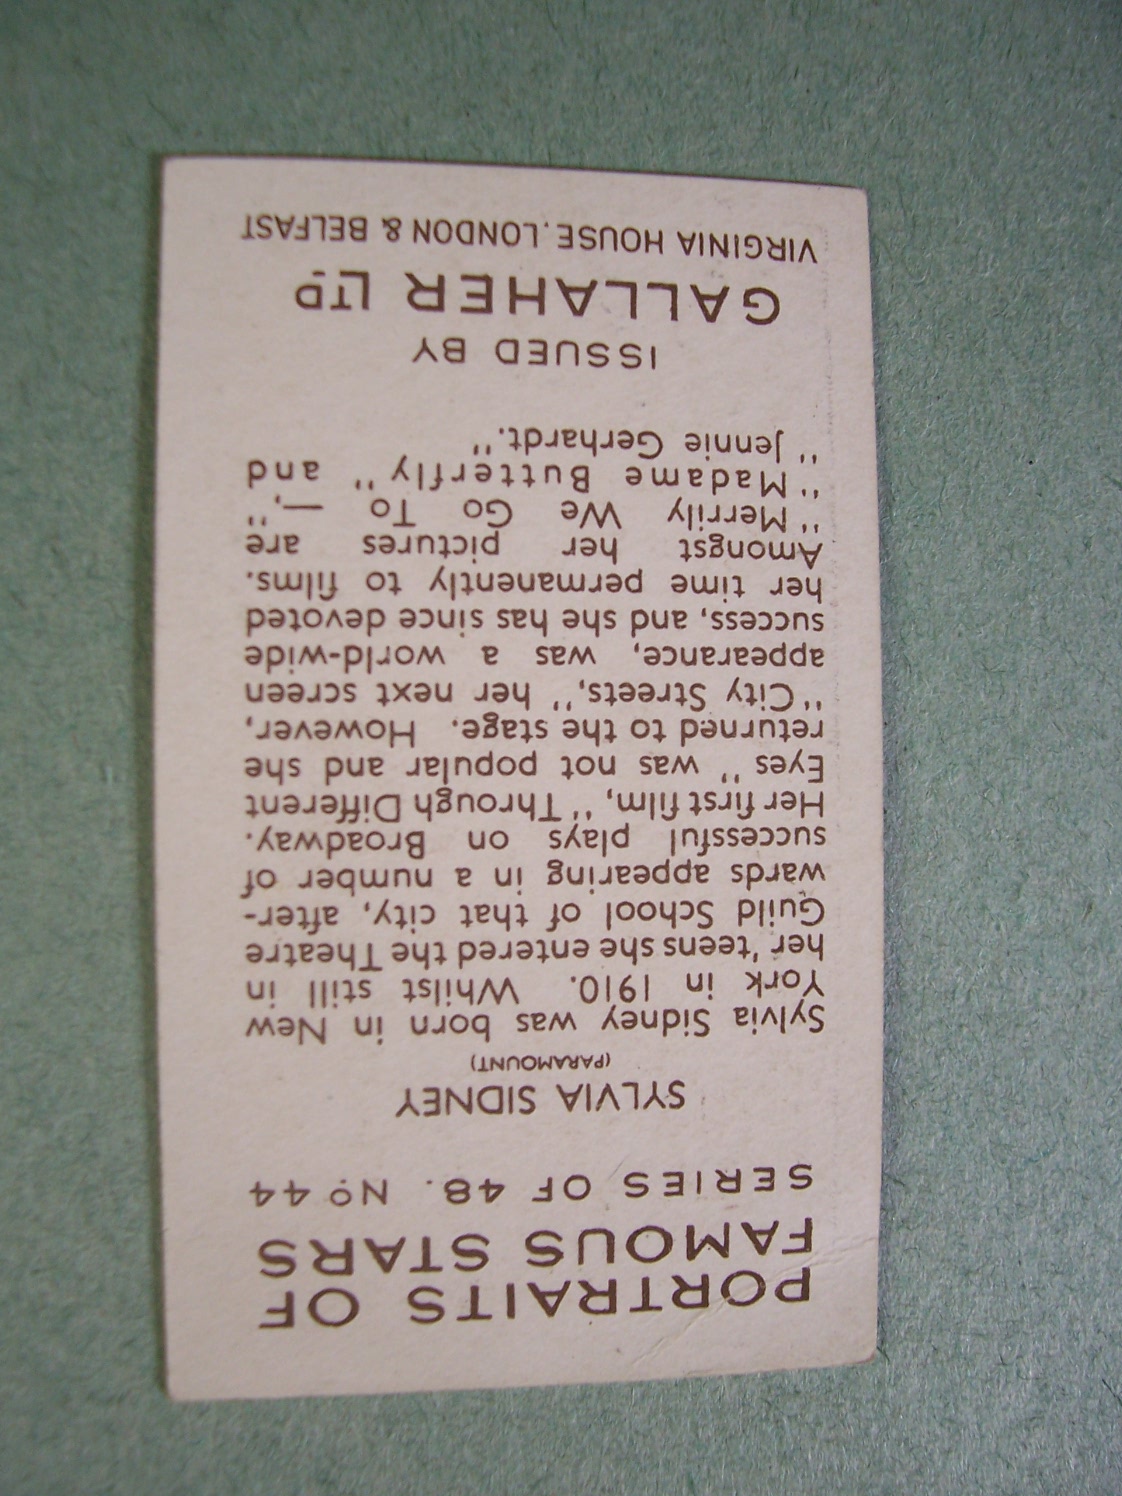 PORTRAITS OF
FAMOUS STARS
SERIES OF 48. No 44
SYLVIA SIDNEY
(PARAMOUNT)
Sylvia Sidney was born in New
York in 1910. Whilst still in
her 'teens she entered the Theatre
Guild School of that city, after-
wards appearing in a number of
successful plays on Broadway.
Her first film, "Through Different
Eyes" was not popular and she
returned to the stage. However,
"City Streets," her next screen
appearance, was a world-wide
success, and she has since devoted
her time permanently to films.
Amongst her pictures are
"Merrily We Go To —,"
"Madame Butterfly" and
"Jennie Gerhardt."
ISSUED BY
GALLAHER LTD
VIRGINIA HOUSE, LONDON & BELFAST